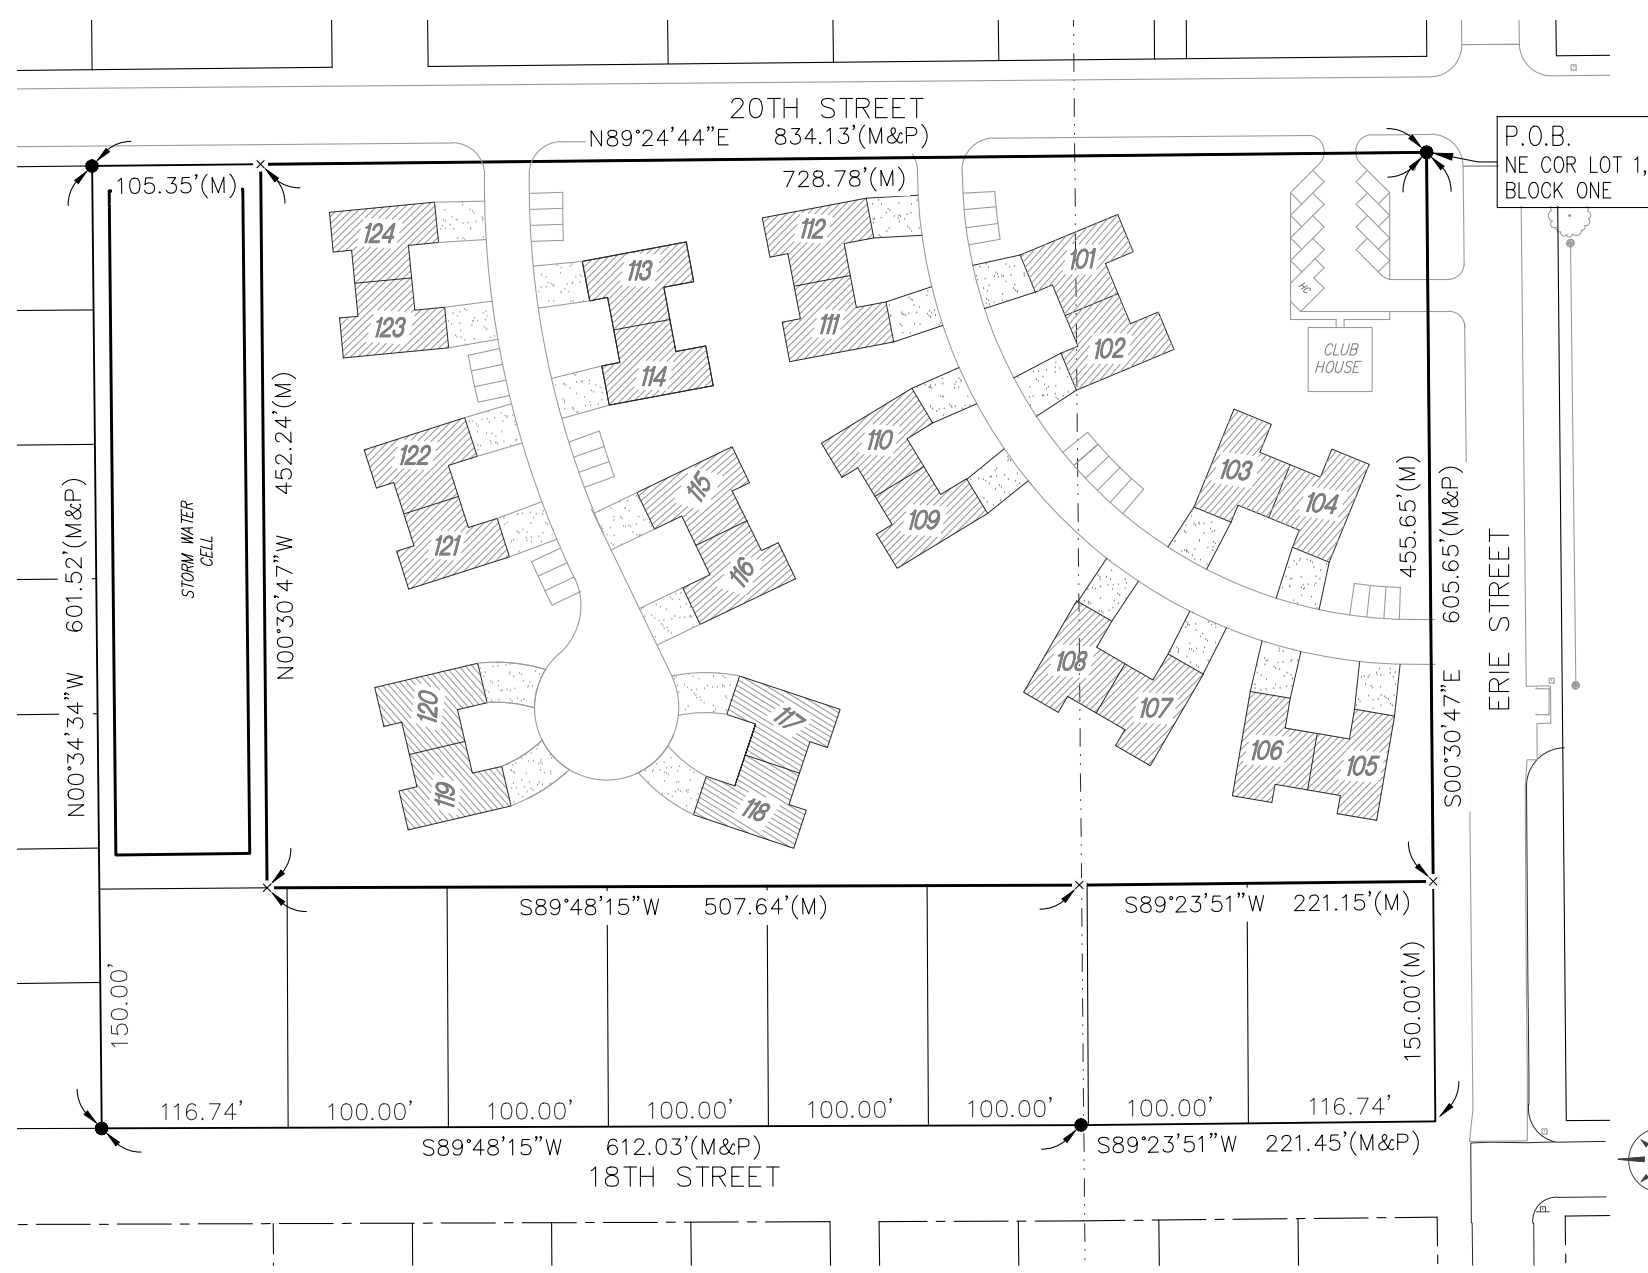 20TH STREET
N89°24'44"E 834.13'(M&P)
P.O.B.
NE COR LOT 1,
BLOCK ONE
105.35'(M)
728.78'(M)
124
123
113
114
112
111
101
102
HC
CLUB
HOUSE
122
121
115
116
110
109
103
104
STORM WATER
CELL
N00°34'34"W 601.52'(M&P)
N00°30'47"W 452.24'(M)
455.65'(M)
S00°30'47"E 605.65'(M&P)
ERIE STREET
120
119
117
118
108
107
106
105
S89°48'15"W 507.64'(M)
S89°23'51"W 221.15'(M)
150.00'
150.00'(M)
116.74'
100.00'
100.00'
100.00'
100.00'
100.00'
100.00'
116.74'
S89°48'15"W 612.03'(M&P)
S89°23'51"W 221.45'(M&P)
18TH STREET